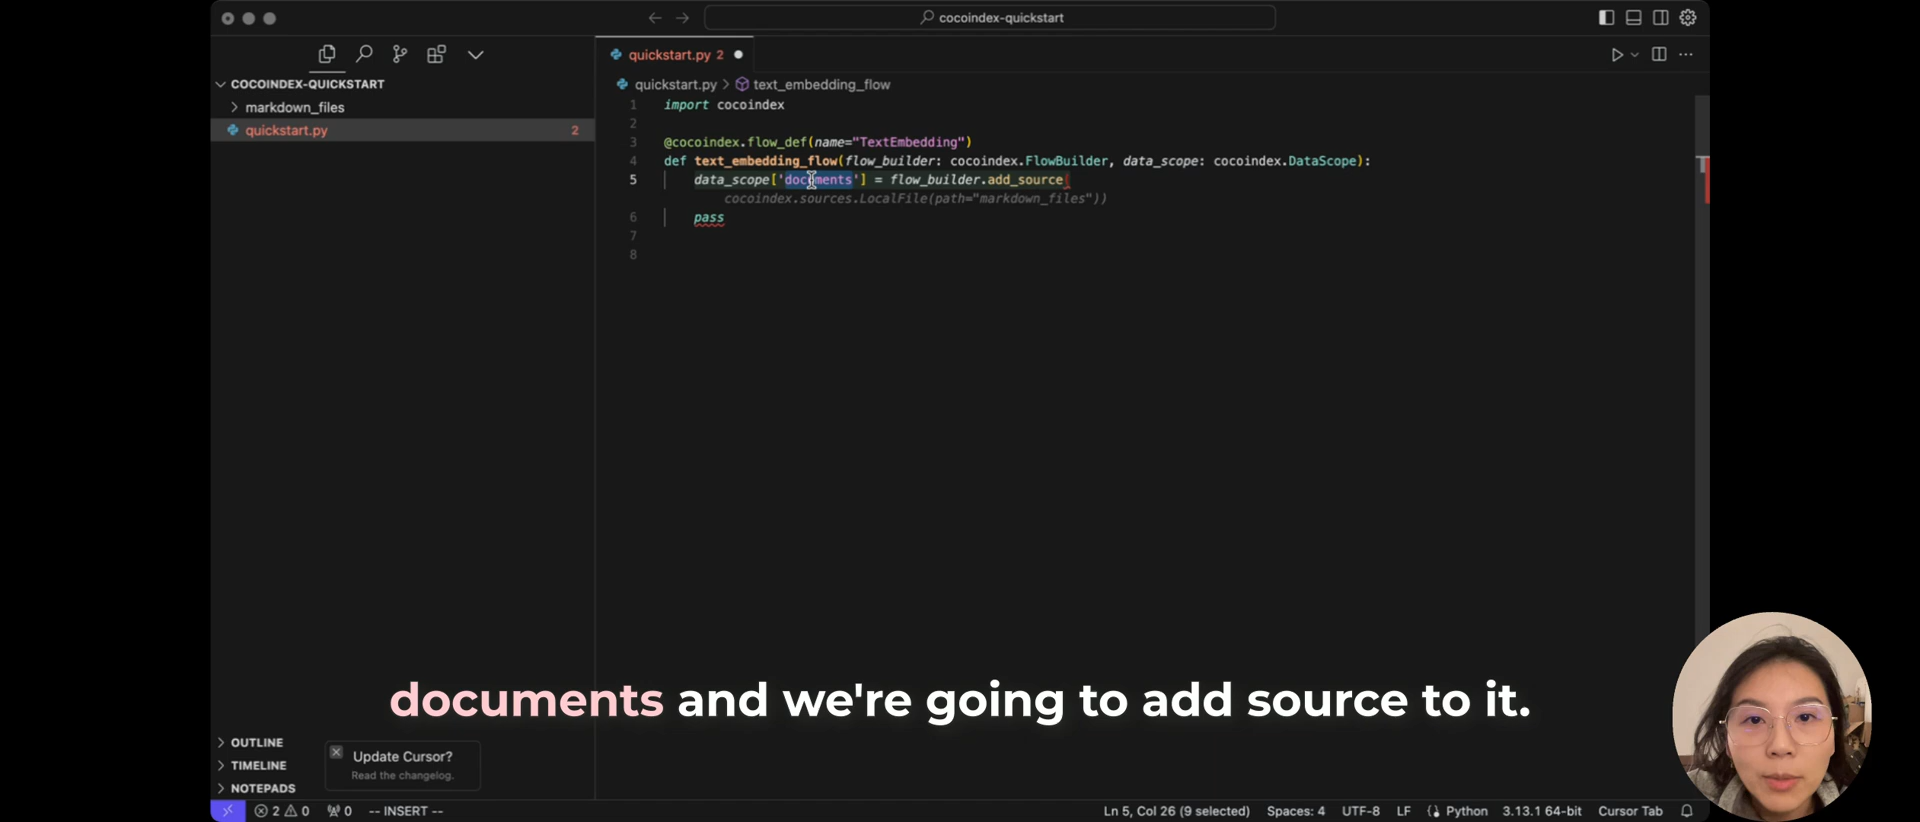 cocoindex-quickstart
quickstart.py 2
COCOINDEX-QUICKSTART
markdown_files
quickstart.py 2
quickstart.py > text_embedding_flow
1 import cocoindex
2
3 @cocoindex.flow_def(name="TextEmbedding")
4 def text_embedding_flow(flow_builder: cocoindex.FlowBuilder, data_scope: cocoindex.DataScope):
5 data_scope['documents'] = flow_builder.add_source(
cocoindex.sources.LocalFile(path="markdown_files"))
6 pass
7
8
documents and we're going to add source to it.
OUTLINE
TIMELINE
NOTEPADS
Update Cursor?
Read the changelog.
2 0 0 -- INSERT -- Ln 5, Col 26 (9 selected) Spaces: 4 UTF-8 LF Python 3.13.1 64-bit Cursor Tab